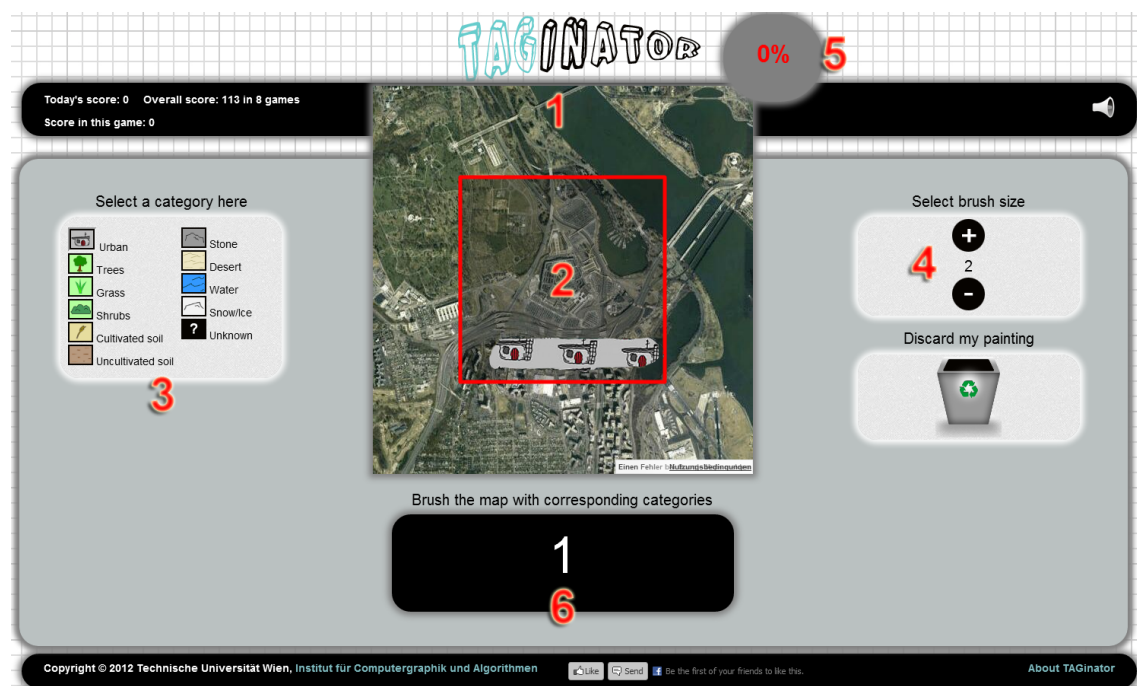 TAGINATOR
0%
5
Today's score: 0 Overall score: 113 in 8 games
Score in this game: 0
1
Select a category here
Urban
Trees
Grass
Shrubs
Cultivated soil
Uncultivated soil
Stone
Desert
Water
Snow/Ice
?
Unknown
3
2
Einen Fehler
Nutzungsbedingungen
Select brush size
+
4
2
-
Discard my painting
Brush the map with corresponding categories
1
6
Copyright © 2012 Technische Universität Wien, Institut für Computergraphik und Algorithmen
Like
Send
f
Be the first of your friends to like this.
About TAGinator